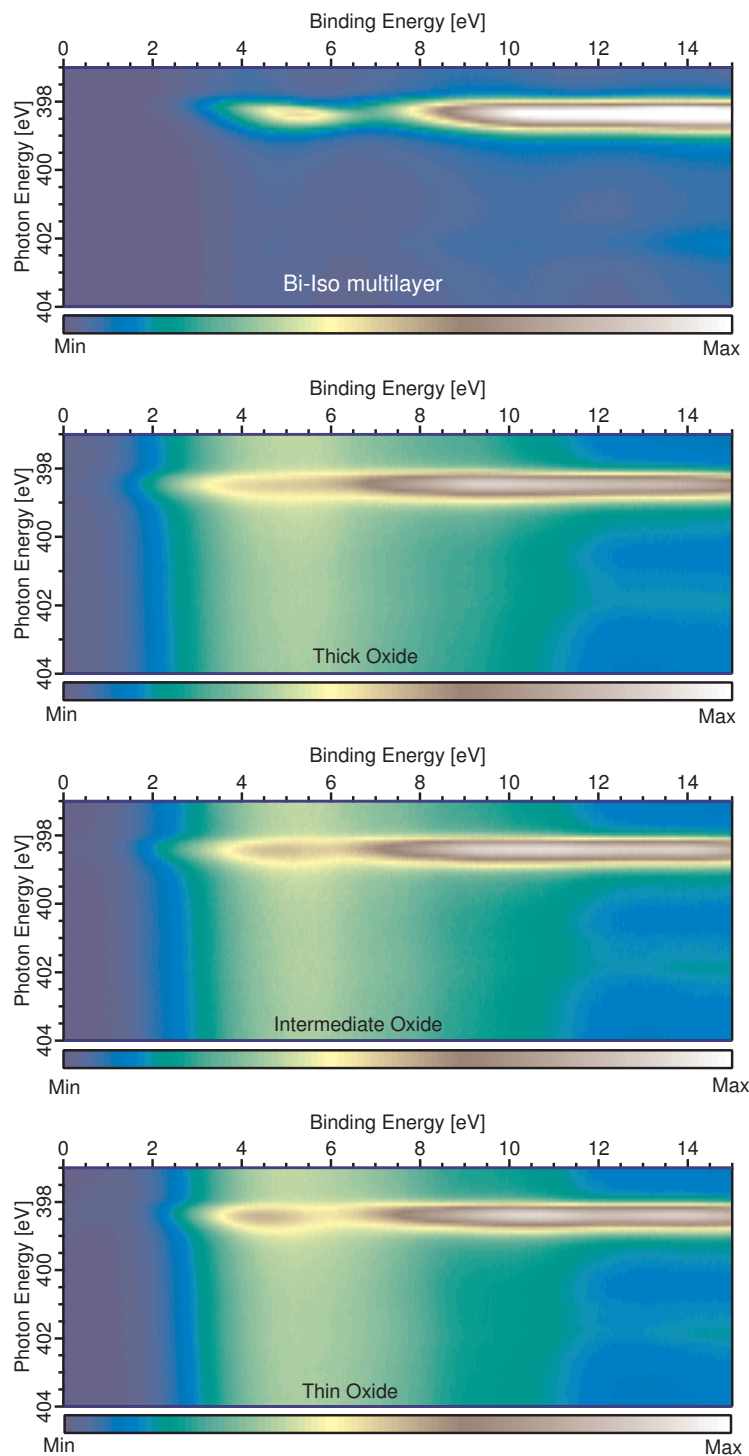 Binding Energy [eV]
0 2 4 6 8 10 12 14
Photon Energy [eV]
398
400
402
404
Bi-Iso multilayer
Min Max
Binding Energy [eV]
0 2 4 6 8 10 12 14
Photon Energy [eV]
398
400
402
404
Thick Oxide
Min Max
Binding Energy [eV]
0 2 4 6 8 10 12 14
Photon Energy [eV]
398
400
402
404
Intermediate Oxide
Min Max
Binding Energy [eV]
0 2 4 6 8 10 12 14
Photon Energy [eV]
398
400
402
404
Thin Oxide
Min Max